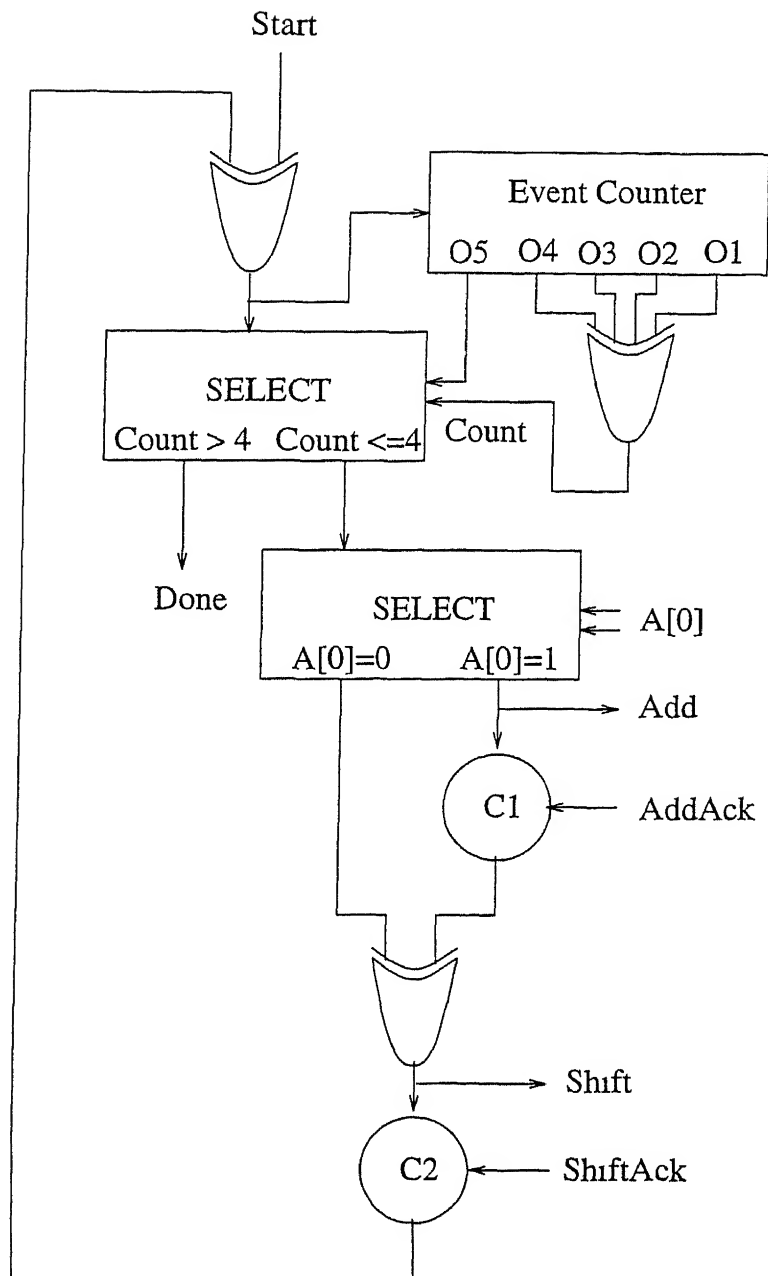 Start
Event Counter
O5 O4 O3 O2 O1
SELECT
Count > 4 Count <=4
Count
Done
SELECT
A[0]
A[0]=0 A[0]=1
Add
C1
AddAck
Shift
C2
ShiftAck